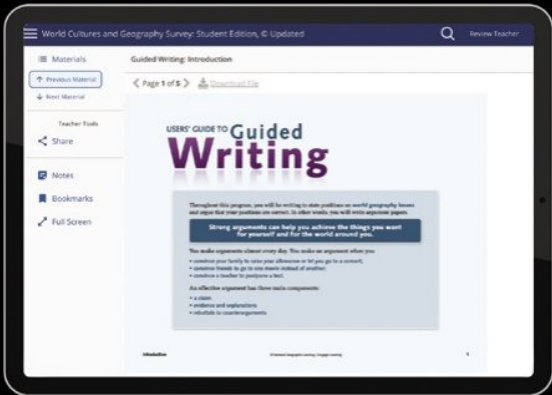 World Cultures and Geography Survey: Student Edition, © Updated
Review Teacher
Materials
Previous Material
Next Material
Teacher Tools
Share
Notes
Bookmarks
Full Screen
Guided Writing: Introduction
Page 1 of 5
Download File
USERS' GUIDE TO Guided
Writing
Throughout this program, you will be writing to state positions on world geography issues
and argue that your positions are correct. In other words, you will write argument papers.
Strong arguments can help you achieve the things you want
for yourself and for the world around you.
You make arguments almost every day. You make an argument when you
• convince your family to raise your allowance or let you go to a concert;
• convince friends to go to one movie instead of another;
• convince a teacher to postpone a test.
An effective argument has three main components:
• a claim
• evidence and explanations
• rebuttals to counterarguments
Introduction
© National Geographic Learning, Cengage Learning